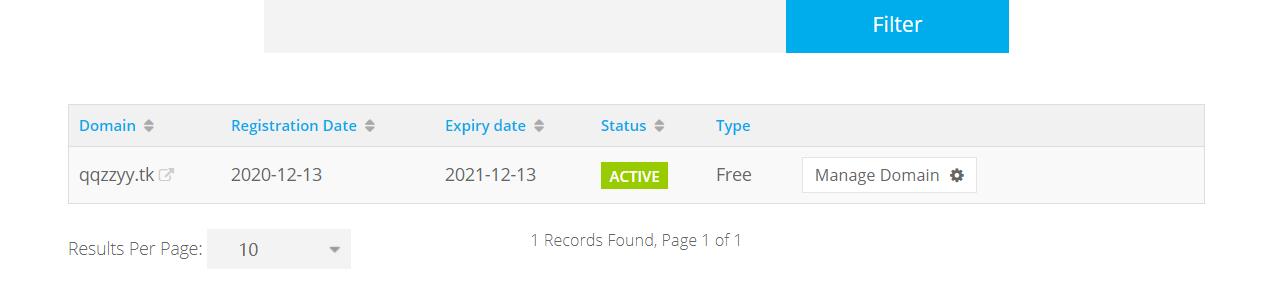 Filter
Domain Registration Date Expiry date Status Type
qqzzyy.tk 2020-12-13 2021-12-13 ACTIVE Free Manage Domain
Results Per Page: 10 1 Records Found, Page 1 of 1